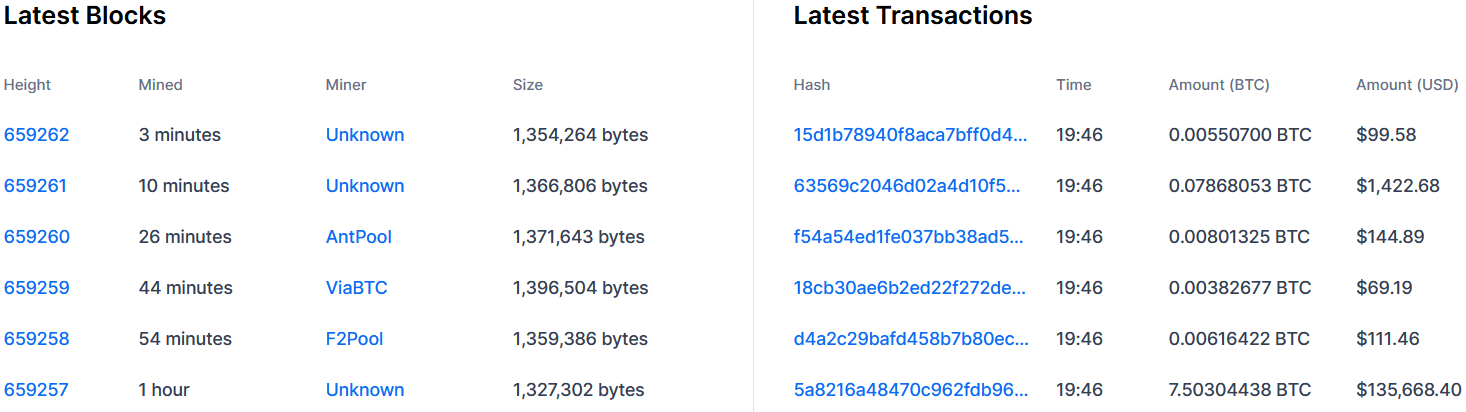 Latest Blocks
Height Mined Miner Size
659262 3 minutes Unknown 1,354,264 bytes
659261 10 minutes Unknown 1,366,806 bytes
659260 26 minutes AntPool 1,371,643 bytes
659259 44 minutes ViaBTC 1,396,504 bytes
659258 54 minutes F2Pool 1,359,386 bytes
659257 1 hour Unknown 1,327,302 bytes
Latest Transactions
Hash Time Amount (BTC) Amount (USD)
15d1b78940f8aca7bff0d4... 19:46 0.00550700 BTC $99.58
63569c2046d02a4d10f5... 19:46 0.07868053 BTC $1,422.68
f54a54ed1fe037bb38ad5... 19:46 0.00801325 BTC $144.89
18cb30ae6b2ed22f272de... 19:46 0.00382677 BTC $69.19
d4a2c29bafd458b7b80ec... 19:46 0.00616422 BTC $111.46
5a8216a48470c962fdb96... 19:46 7.50304438 BTC $135,668.40